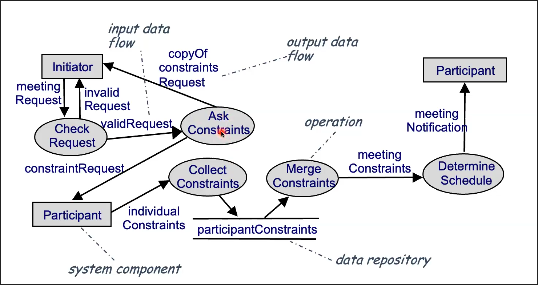 input data
flow
output data
flow
Initiator
copyOf
constraints
Request
Participant
meeting
Request
invalid
Request
Check
Request
validRequest
Ask
Constraints
operation
meeting
Notification
constraintRequest
Collect
Constraints
Merge
Constraints
meeting
Constraints
Determine
Schedule
Participant
individual
Constraints
participantConstraints
system component
data repository